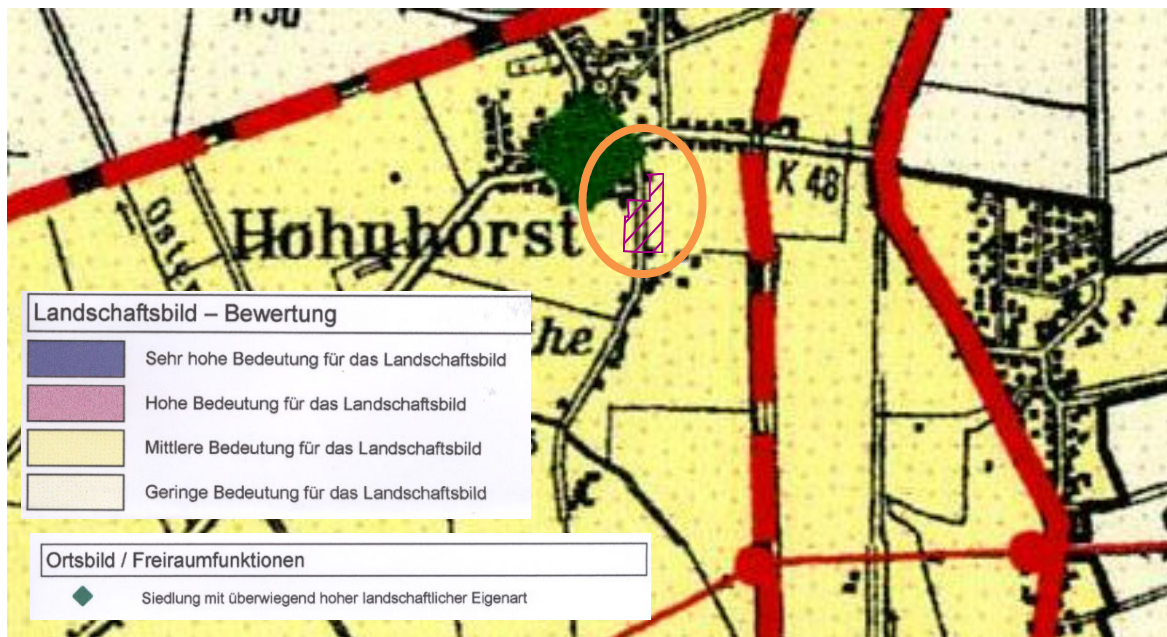 K 30
K 48
Hohnhorst
Landschaftsbild – Bewertung
Sehr hohe Bedeutung für das Landschaftsbild
Hohe Bedeutung für das Landschaftsbild
Mittlere Bedeutung für das Landschaftsbild
Geringe Bedeutung für das Landschaftsbild
Ortsbild / Freiraumfunktionen
Siedlung mit überwiegend hoher landschaftlicher Eigenart